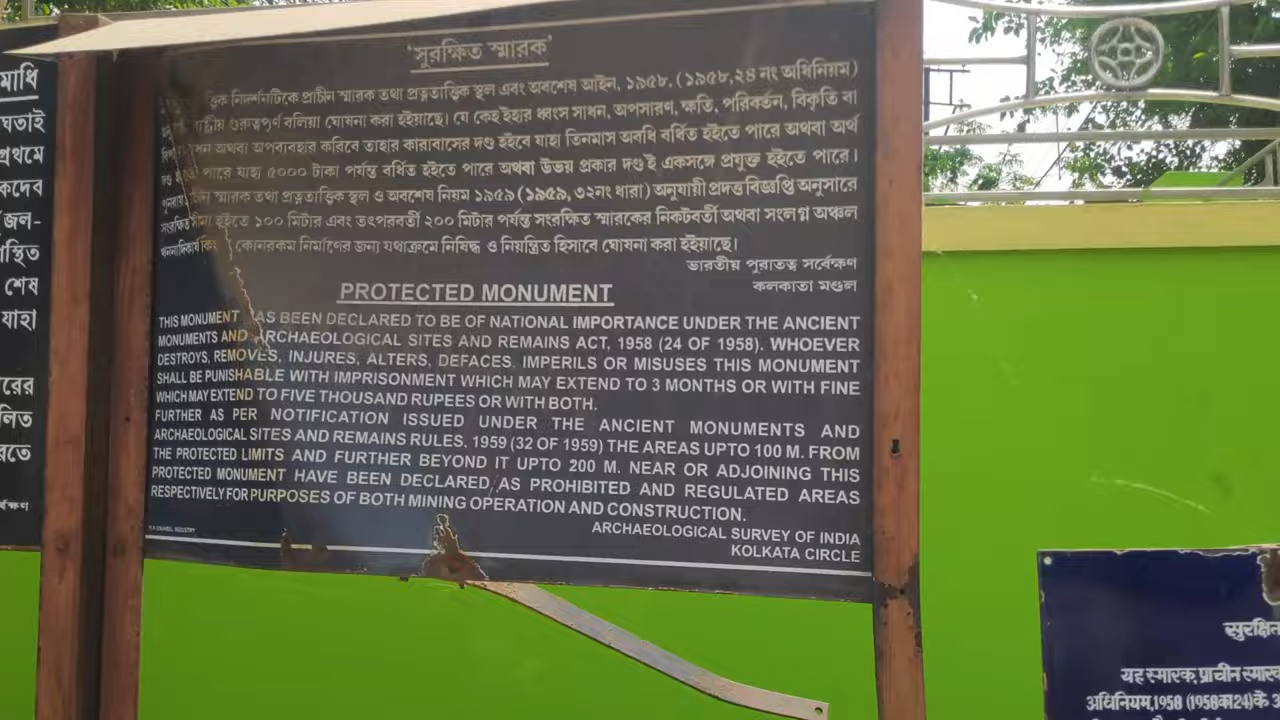 মাধি
ঘতাই
প্রথমে
কদেব
জল-
স্থিত
শেষ
যাহা
ারের
লিত
রতে
র্বেক্ষণ
'সুরক্ষিত স্মারক'
নিদর্শনটিকে প্রাচীন স্মারক তথা প্রত্নতাত্ত্বিক স্থল এবং অবশেষ আইন, ১৯৫৮, (১৯৫৮,২৪ নং অধিনিয়ম)
গুরুত্বপূর্ণ বলিয়া ঘোষনা করা হইয়াছে। যে কেহ ইহার ধ্বংস সাধন, অপসারণ, ক্ষতি, পরিবর্তন, বিকৃতি বা
অথবা অপব্যবহার করিবে তাহার কারাবাসের দণ্ড হইবে যাহা তিনমাস অবধি বর্ধিত হইতে পারে অথবা অর্থ
পারে যাহা ৫০০০ টাকা পর্যন্ত বর্ধিত হইতে পারে অথবা উভয় প্রকার দণ্ডই একসঙ্গে প্রযুক্ত হইতে পারে।
স্মারক তথা প্রত্নতাত্ত্বিক স্থল ও অবশেষ নিয়ম ১৯৫৯ (১৯৫৯, ৩২নং ধারা) অনুযায়ী প্রদত্ত বিজ্ঞপ্তি অনুসারে
সংরক্ষিত সীমা হইতে ১০০ মিটার এবং তৎপরবর্তী ২০০ মিটার পর্যন্ত সংরক্ষিত স্মারকের নিকটবর্তী অথবা সংলগ্ন অঞ্চল
কোনরকম নির্মাণের জন্য যথাক্রমে নিষিদ্ধ ও নিয়ন্ত্রিত হিসাবে ঘোষনা করা হইয়াছে।
ভারতীয় পুরাতত্ত্ব সর্বেক্ষণ
কলকাতা মণ্ডল
PROTECTED MONUMENT
THIS MONUMENT HAS BEEN DECLARED TO BE OF NATIONAL IMPORTANCE UNDER THE ANCIENT
MONUMENTS AND ARCHAEOLOGICAL SITES AND REMAINS ACT, 1958 (24 OF 1958). WHOEVER
DESTROYS, REMOVES, INJURES, ALTERS, DEFACES. IMPERILS OR MISUSES THIS MONUMENT
SHALL BE PUNISHABLE WITH IMPRISONMENT WHICH MAY EXTEND TO 3 MONTHS OR WITH FINE
WHICH MAY EXTEND TO FIVE THOUSAND RUPEES OR WITH BOTH.
FURTHER AS PER NOTIFICATION ISSUED UNDER THE ANCIENT MONUMENTS AND
ARCHAEOLOGICAL SITES AND REMAINS RULES. 1959 (32 OF 1959) THE AREAS UPTO 100 M. FROM
THE PROTECTED LIMITS AND FURTHER BEYOND IT UPTO 200 M. NEAR OR ADJOINING THIS
PROTECTED MONUMENT HAVE BEEN DECLARED AS PROHIBITED AND REGULATED AREAS
RESPECTIVELY FOR PURPOSES OF BOTH MINING OPERATION AND CONSTRUCTION.
ARCHAEOLOGICAL SURVEY OF INDIA
KOLKATA CIRCLE
सुरक्षित
यह स्मारक, प्राचीन स्मारक
अधिनियम, 1958 (1958का24) के